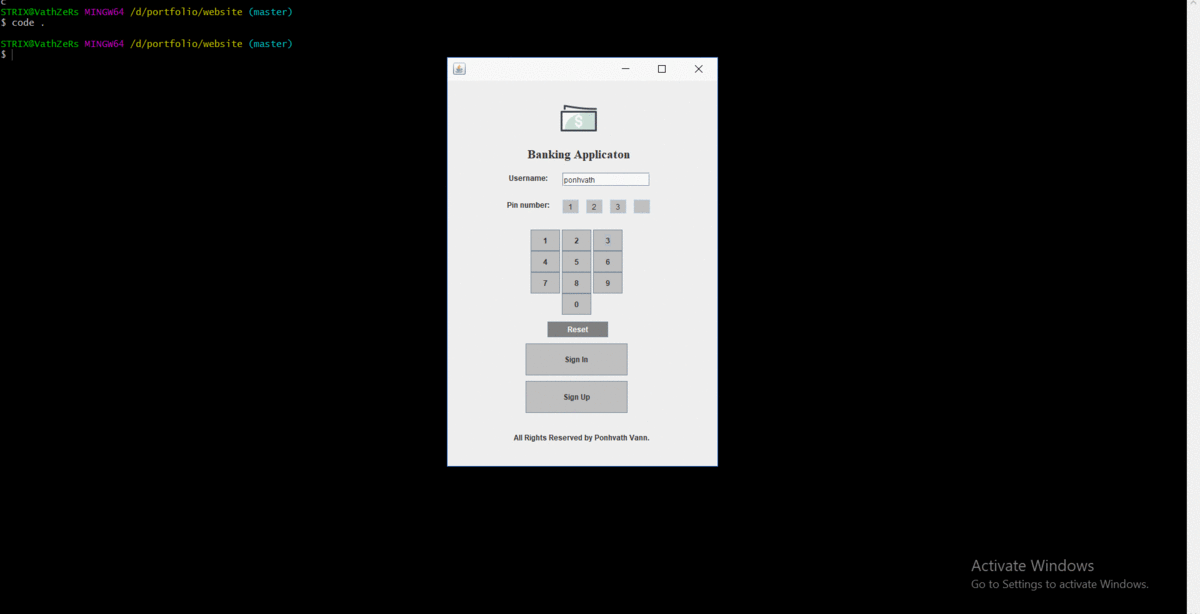 c
STRIX@VathZeRs MINGW64 /d/portfolio/website (master)
$ code .
STRIX@VathZeRs MINGW64 /d/portfolio/website (master)
$
$
Banking Applicaton
Username: ponhvath
Pin number: 1 2 3
1 2 3
4 5 6
7 8 9
0
Reset
Sign In
Sign Up
All Rights Reserved by Ponhvath Vann.
Activate Windows
Go to Settings to activate Windows.